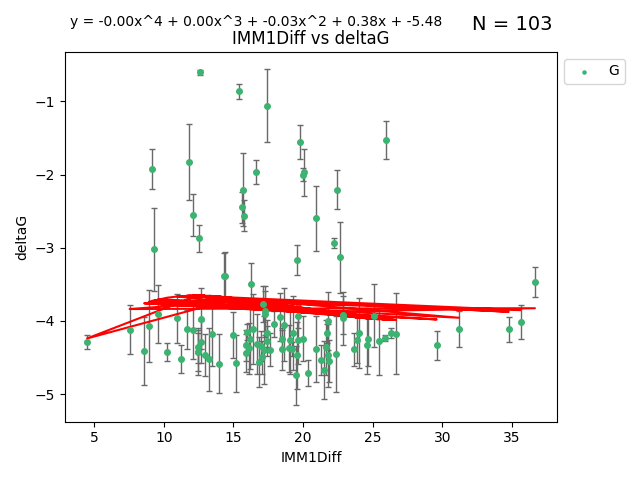 y = -0.00x^4 + 0.00x^3 + -0.03x^2 + 0.38x + -5.48
N = 103
IMM1Diff vs deltaG
G
−1
−2
−3
−4
−5
deltaG
5 10 15 20 25 30 35
IMM1Diff